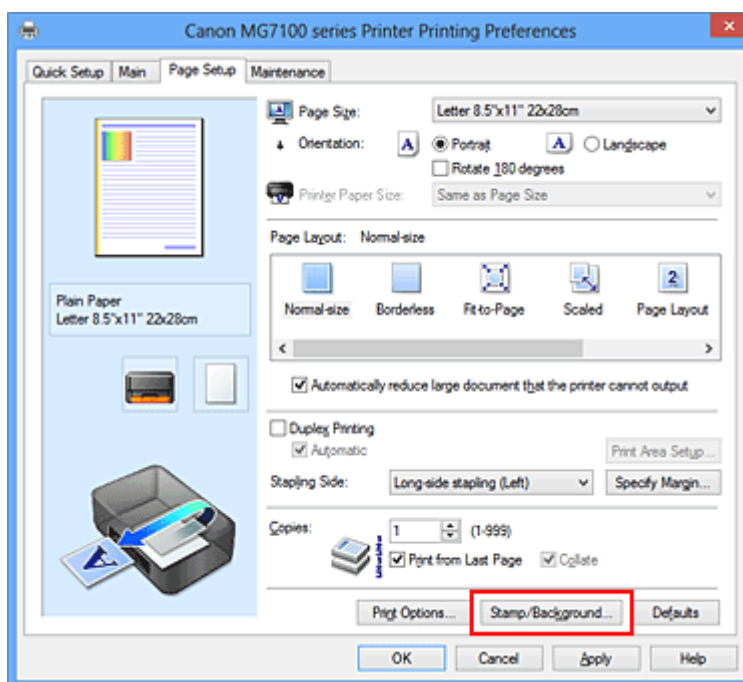 Canon MG7100 series Printer Printing Preferences
Quick Setup Main Page Setup Maintenance
Page Size: Letter 8.5"x11" 22x28cm
Orientation: A Portrait A Landscape
Rotate 180 degrees
Printer Paper Size: Same as Page Size
Page Layout: Normal-size
2
Normal-size Borderless Fit-to-Page Scaled Page Layout
Plain Paper
Letter 8.5"x11" 22x28cm
Automatically reduce large document that the printer cannot output
Duplex Printing
Automatic Print Area Setup...
Stapling Side: Long-side stapling (Left) Specify Margin...
Copies: 1 (1-999)
Print from Last Page Collate
A
Print Options... Stamp/Background... Defaults
OK Cancel Apply Help